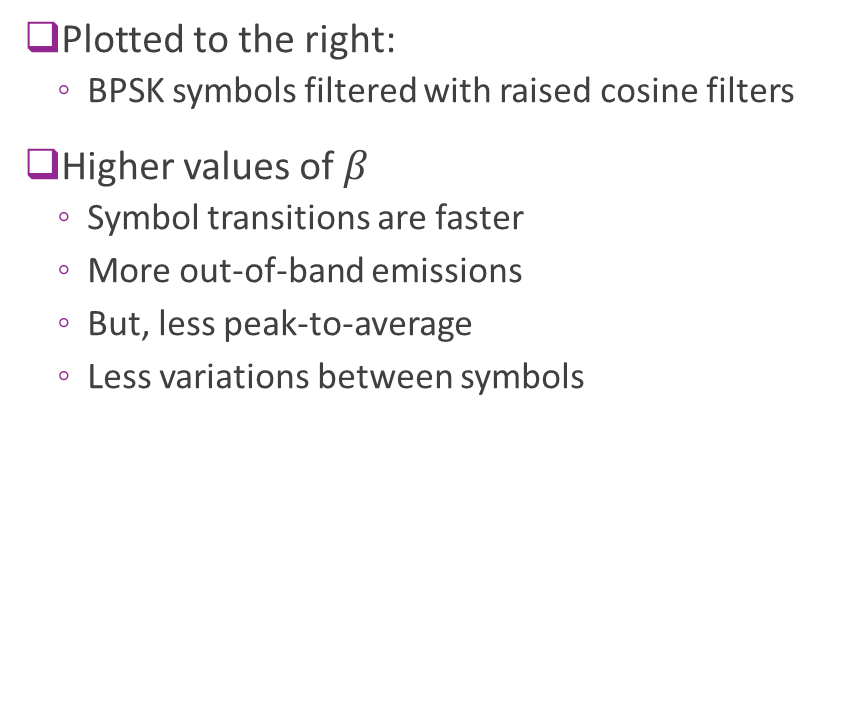 ❑Plotted to the right:
◦ BPSK symbols filtered with raised cosine filters
❑Higher values of β
◦ Symbol transitions are faster
◦ More out-of-band emissions
◦ But, less peak-to-average
◦ Less variations between symbols